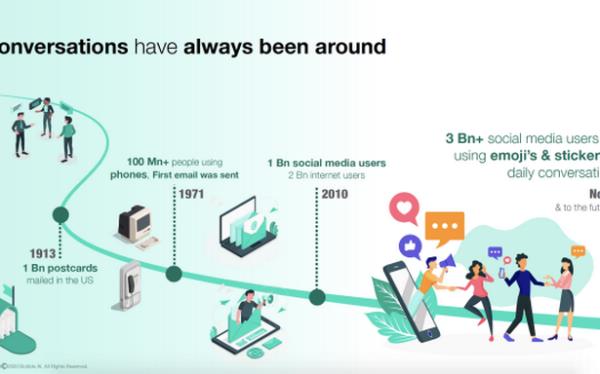 onversations have always been around
3 Bn+ social media users
using emoji's & sticker
daily conversati
100 Mn+ people using
phones, First email was sent
1971
1 Bn social media users
2 Bn internet users
2010
No
& to the fut
1913
1 Bn postcards
mailed in the US
All Rights Reserved.